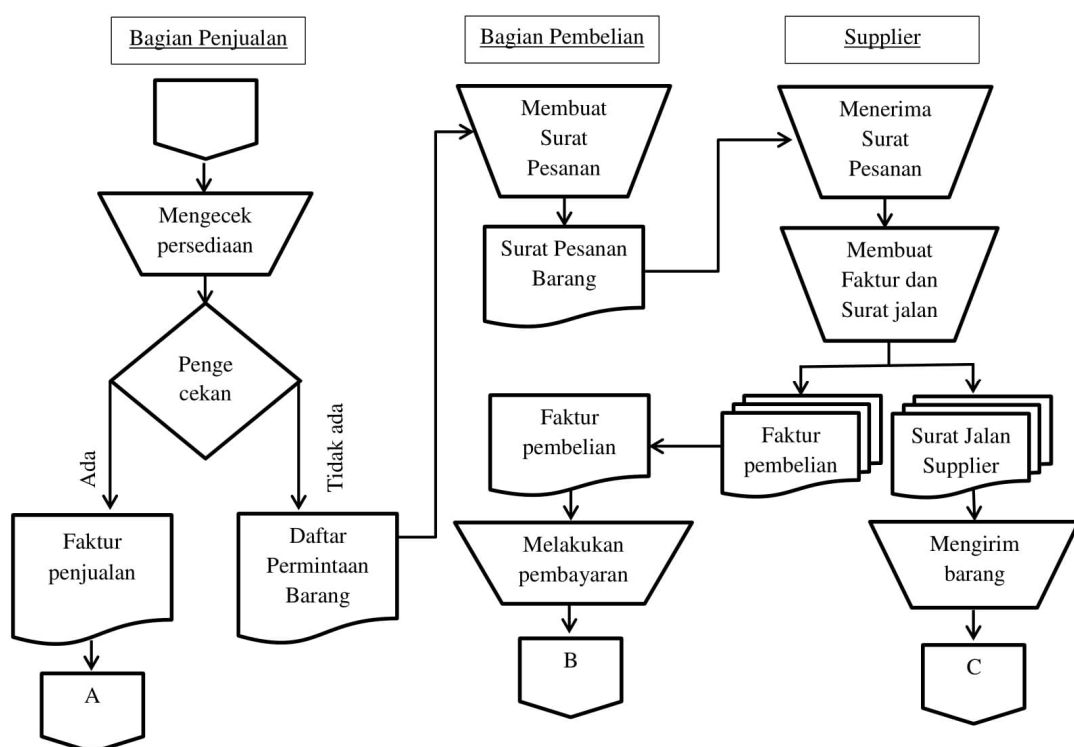 Bagian Penjualan
Bagian Pembelian
Supplier
Mengecek
persediaan
Penge
cekan
Ada
Tidak ada
Faktur
penjualan
A
Daftar
Permintaan
Barang
Membuat
Surat
Pesanan
Surat Pesanan
Barang
Faktur
pembelian
Melakukan
pembayaran
B
Menerima
Surat
Pesanan
Membuat
Faktur dan
Surat jalan
Faktur
pembelian
Surat Jalan
Supplier
Mengirim
barang
C